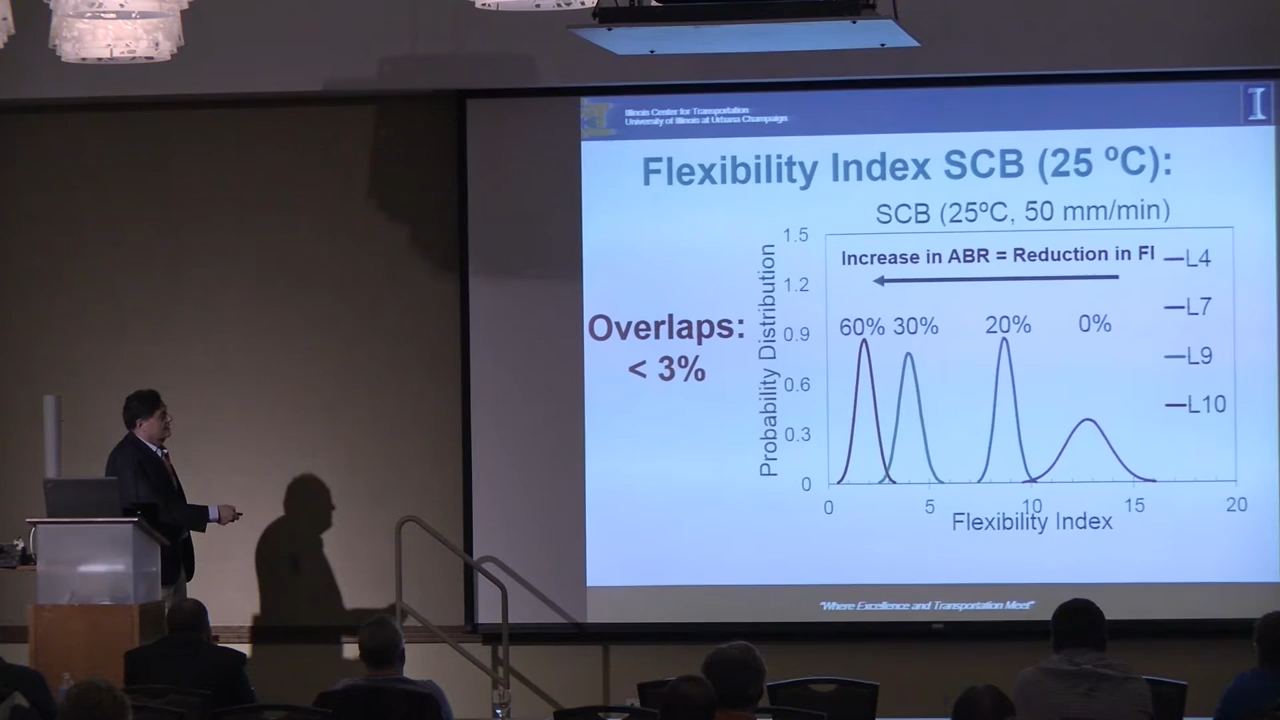 Illinois Center for Transportation
University of Illinois at Urbana Champaign
I
Flexibility Index SCB (25 ºC):
SCB (25ºC, 50 mm/min)
Overlaps:
< 3%
Probability Distribution
1.5
1.2
0.9
0.6
0.3
0
Increase in ABR = Reduction in FI
60% 30% 20% 0%
L4
L7
L9
L10
0 5 10 15 20
Flexibility Index
"Where Excellence and Transportation Meet"